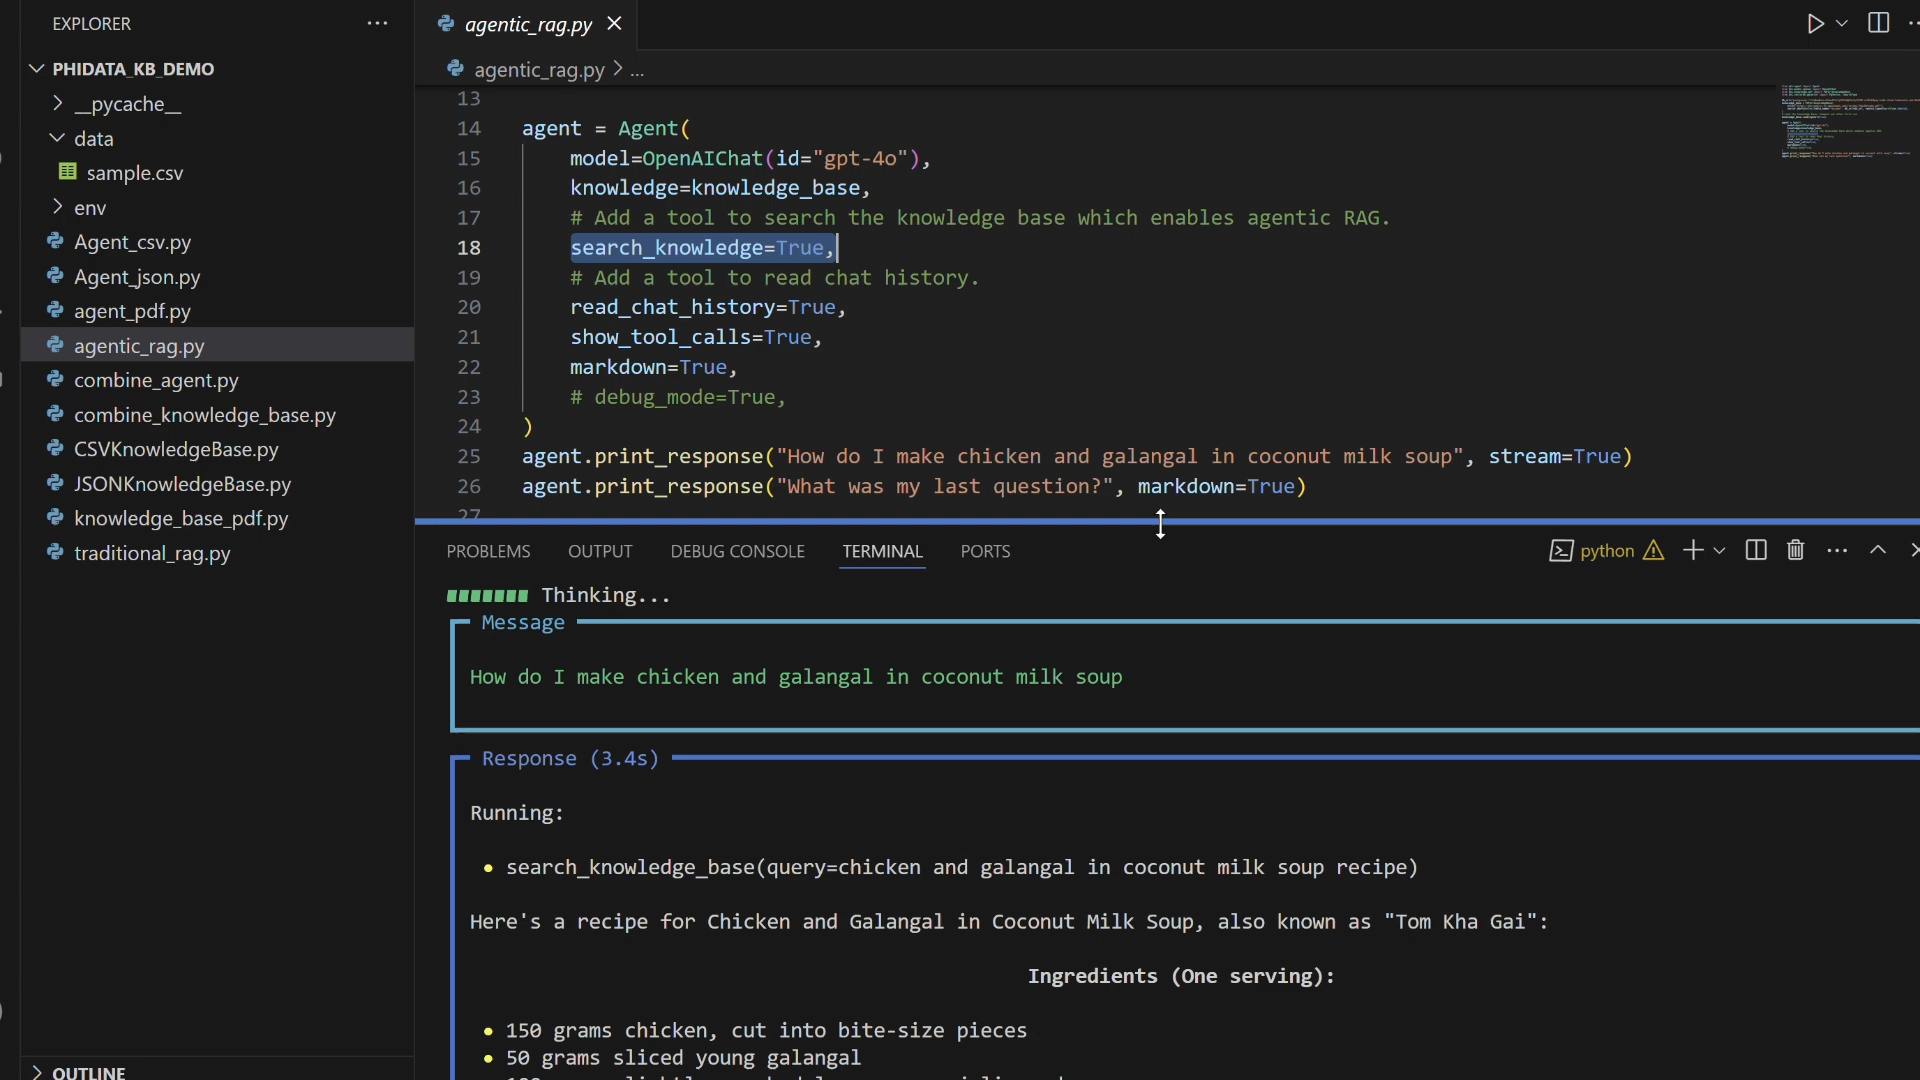 EXPLORER
PHIDATA_KB_DEMO
__pycache__
data
sample.csv
env
Agent_csv.py
Agent_json.py
agent_pdf.py
agentic_rag.py
combine_agent.py
combine_knowledge_base.py
CSVKnowledgeBase.py
JSONKnowledgeBase.py
knowledge_base_pdf.py
traditional_rag.py
OUTLINE
agentic_rag.py
agentic_rag.py > ...
13
14 agent = Agent(
15 model=OpenAIChat(id="gpt-4o"),
16 knowledge=knowledge_base,
17 # Add a tool to search the knowledge base which enables agentic RAG.
18 search_knowledge=True,
19 # Add a tool to read chat history.
20 read_chat_history=True,
21 show_tool_calls=True,
22 markdown=True,
23 # debug_mode=True,
24 )
25 agent.print_response("How do I make chicken and galangal in coconut milk soup", stream=True)
26 agent.print_response("What was my last question?", markdown=True)
27
PROBLEMS OUTPUT DEBUG CONSOLE TERMINAL PORTS python
Thinking...
Message
How do I make chicken and galangal in coconut milk soup
Response (3.4s)
Running:
• search_knowledge_base(query=chicken and galangal in coconut milk soup recipe)
Here's a recipe for Chicken and Galangal in Coconut Milk Soup, also known as "Tom Kha Gai":
Ingredients (One serving):
• 150 grams chicken, cut into bite-size pieces
• 50 grams sliced young galangal